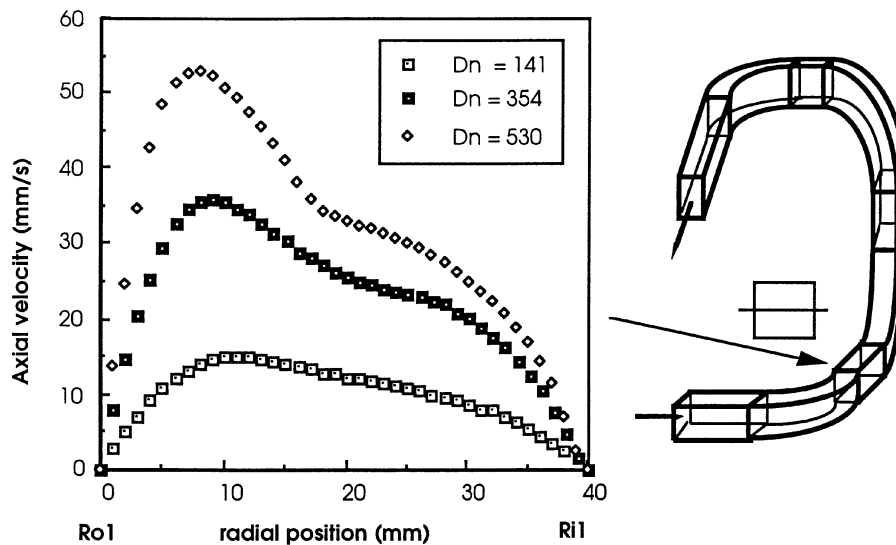 60
50
40
30
20
10
0
Axial velocity (mm/s)
Dn = 141
Dn = 354
Dn = 530
0 10 20 30 40
Ro1 radial position (mm) Ri1